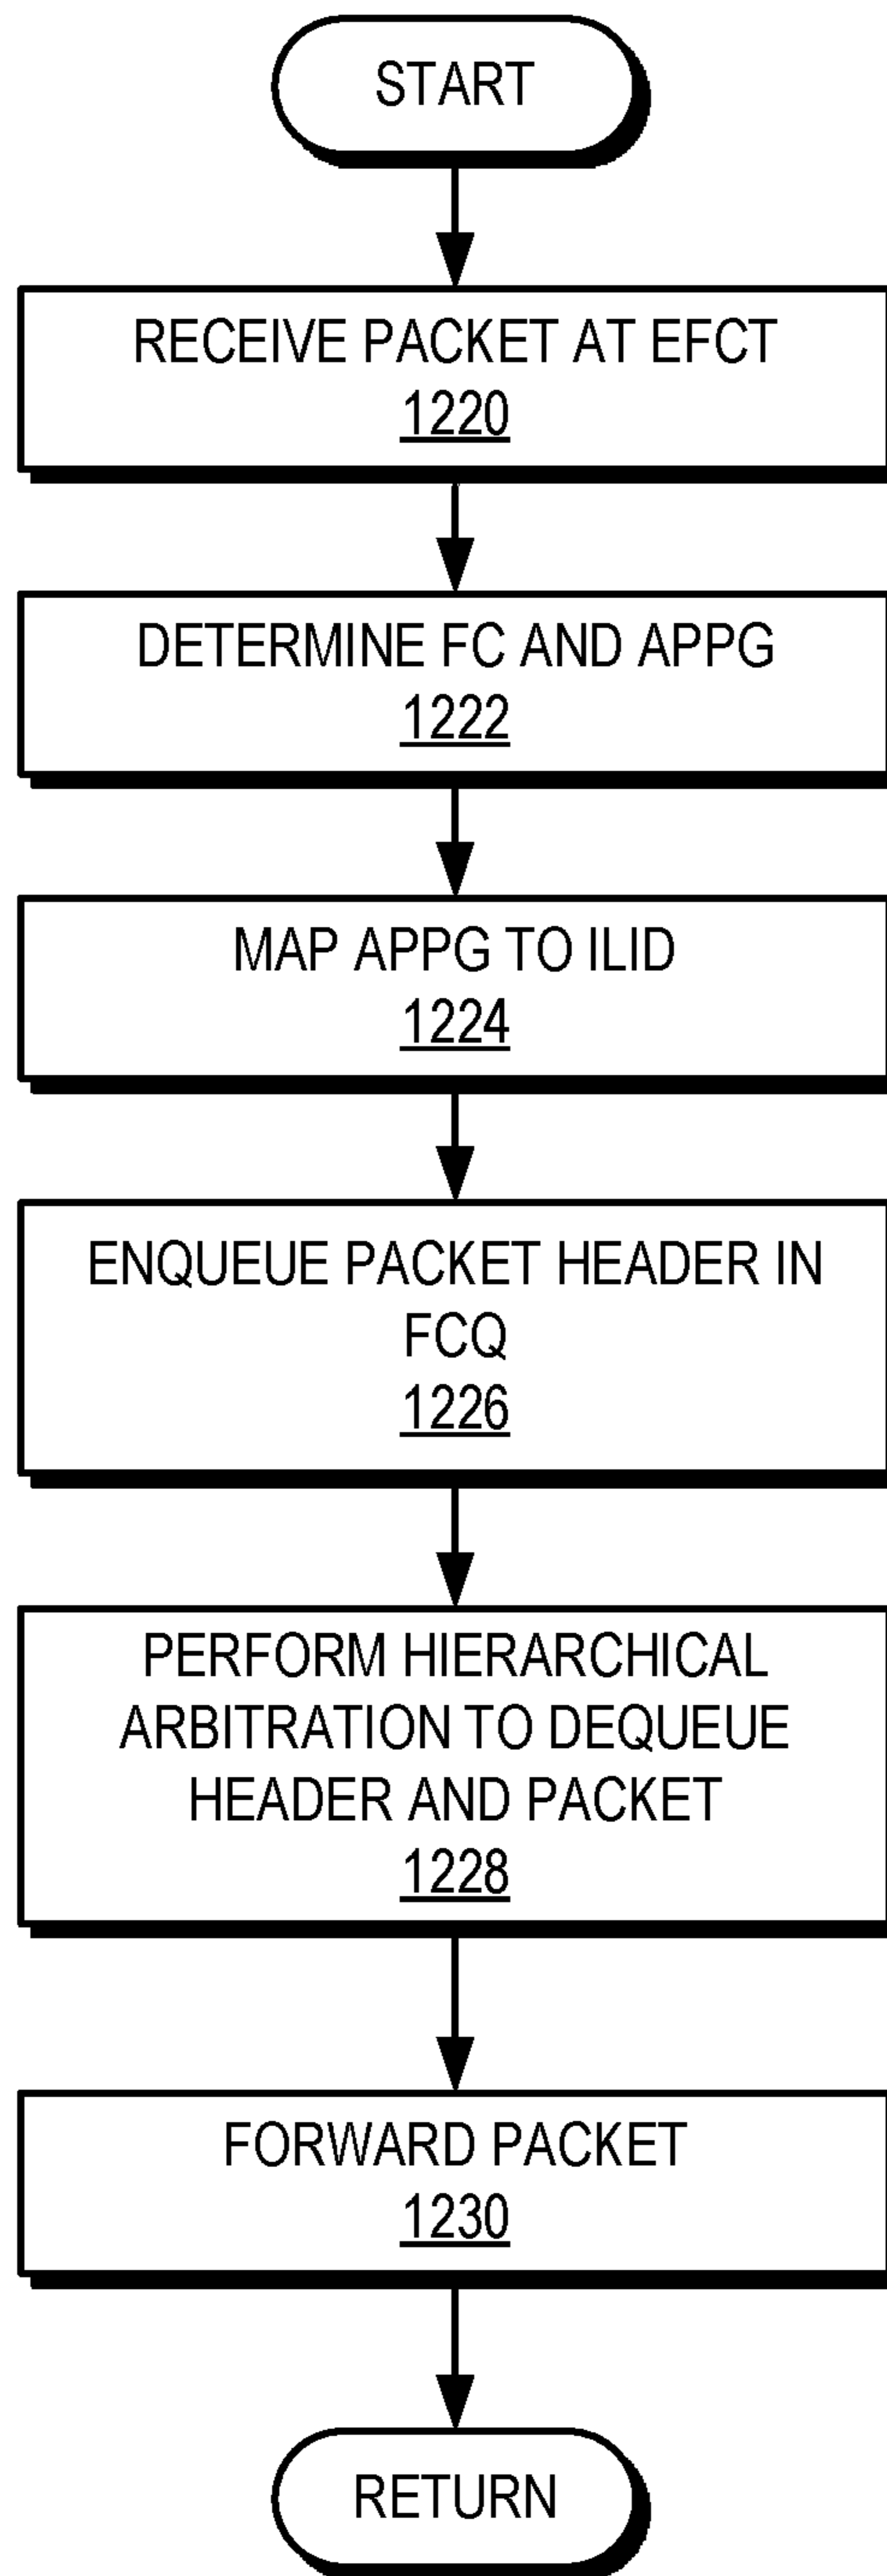 START
RECEIVE PACKET AT EFCT
1220
DETERMINE FC AND APPG
1222
MAP APPG TO ILID
1224
ENQUEUE PACKET HEADER IN
FCQ
1226
PERFORM HIERARCHICAL
ARBITRATION TO DEQUEUE
HEADER AND PACKET
1228
FORWARD PACKET
1230
RETURN